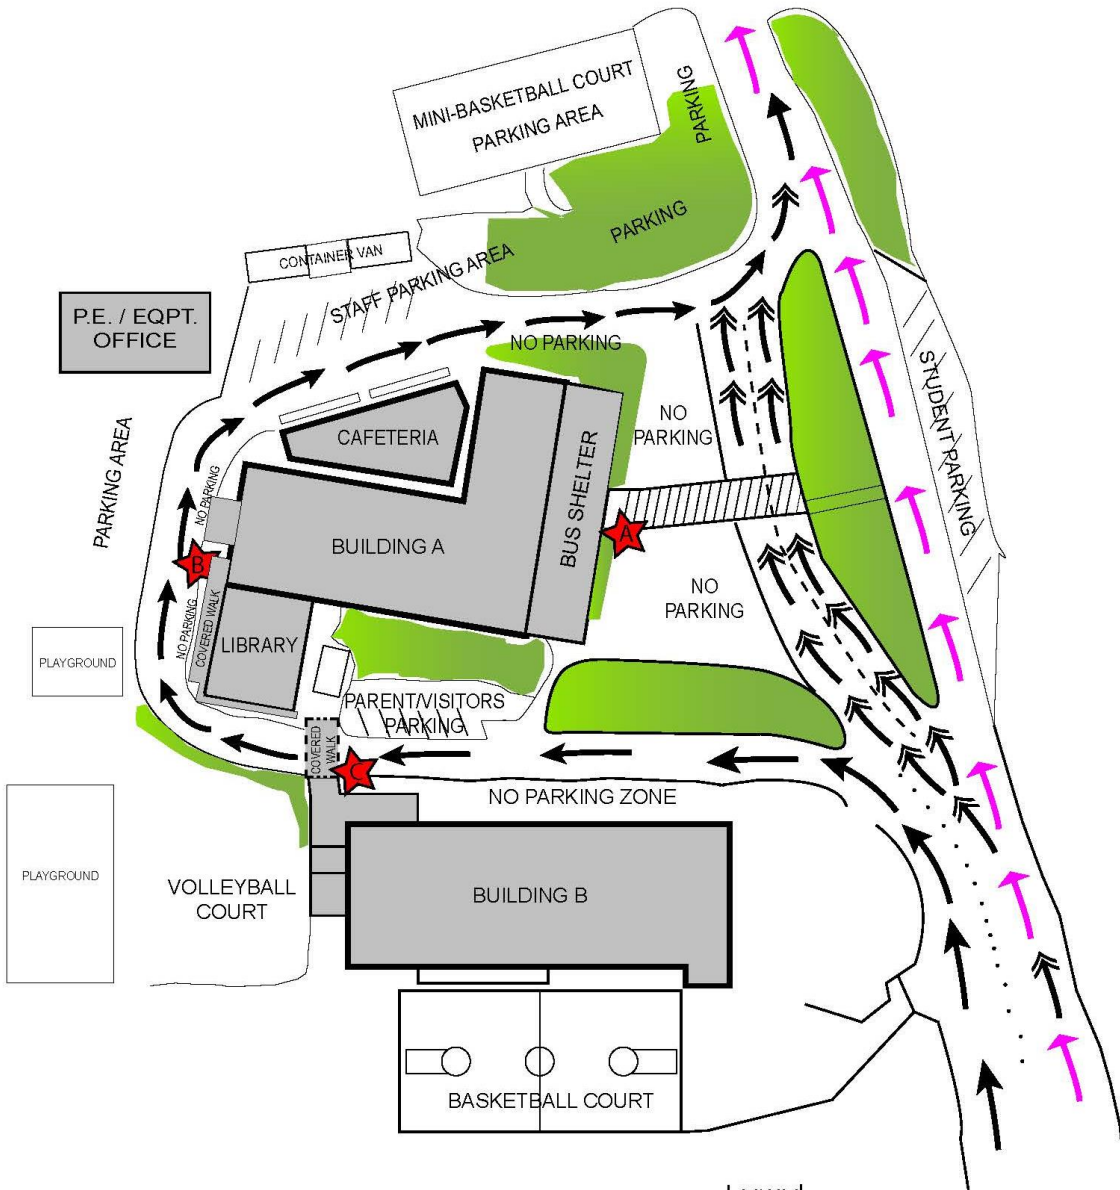 MINI-BASKETBALL COURT
PARKING AREA
PARKING
PARKING
CONTAINER VAN
STAFF PARKING AREA
P.E. / EQPT.
OFFICE
NO PARKING
STUDENT PARKING
CAFETERIA
NO
PARKING
PARKING AREA
NO PARKING
BUS SHELTER
A
BUILDING A
B
NO
PARKING
NO PARKING
COVERED WALK
LIBRARY
PLAYGROUND
PARENT/VISITORS
PARKING
COVERED
WALK
C
NO PARKING ZONE
PLAYGROUND
VOLLEYBALL
COURT
BUILDING B
BASKETBALL COURT